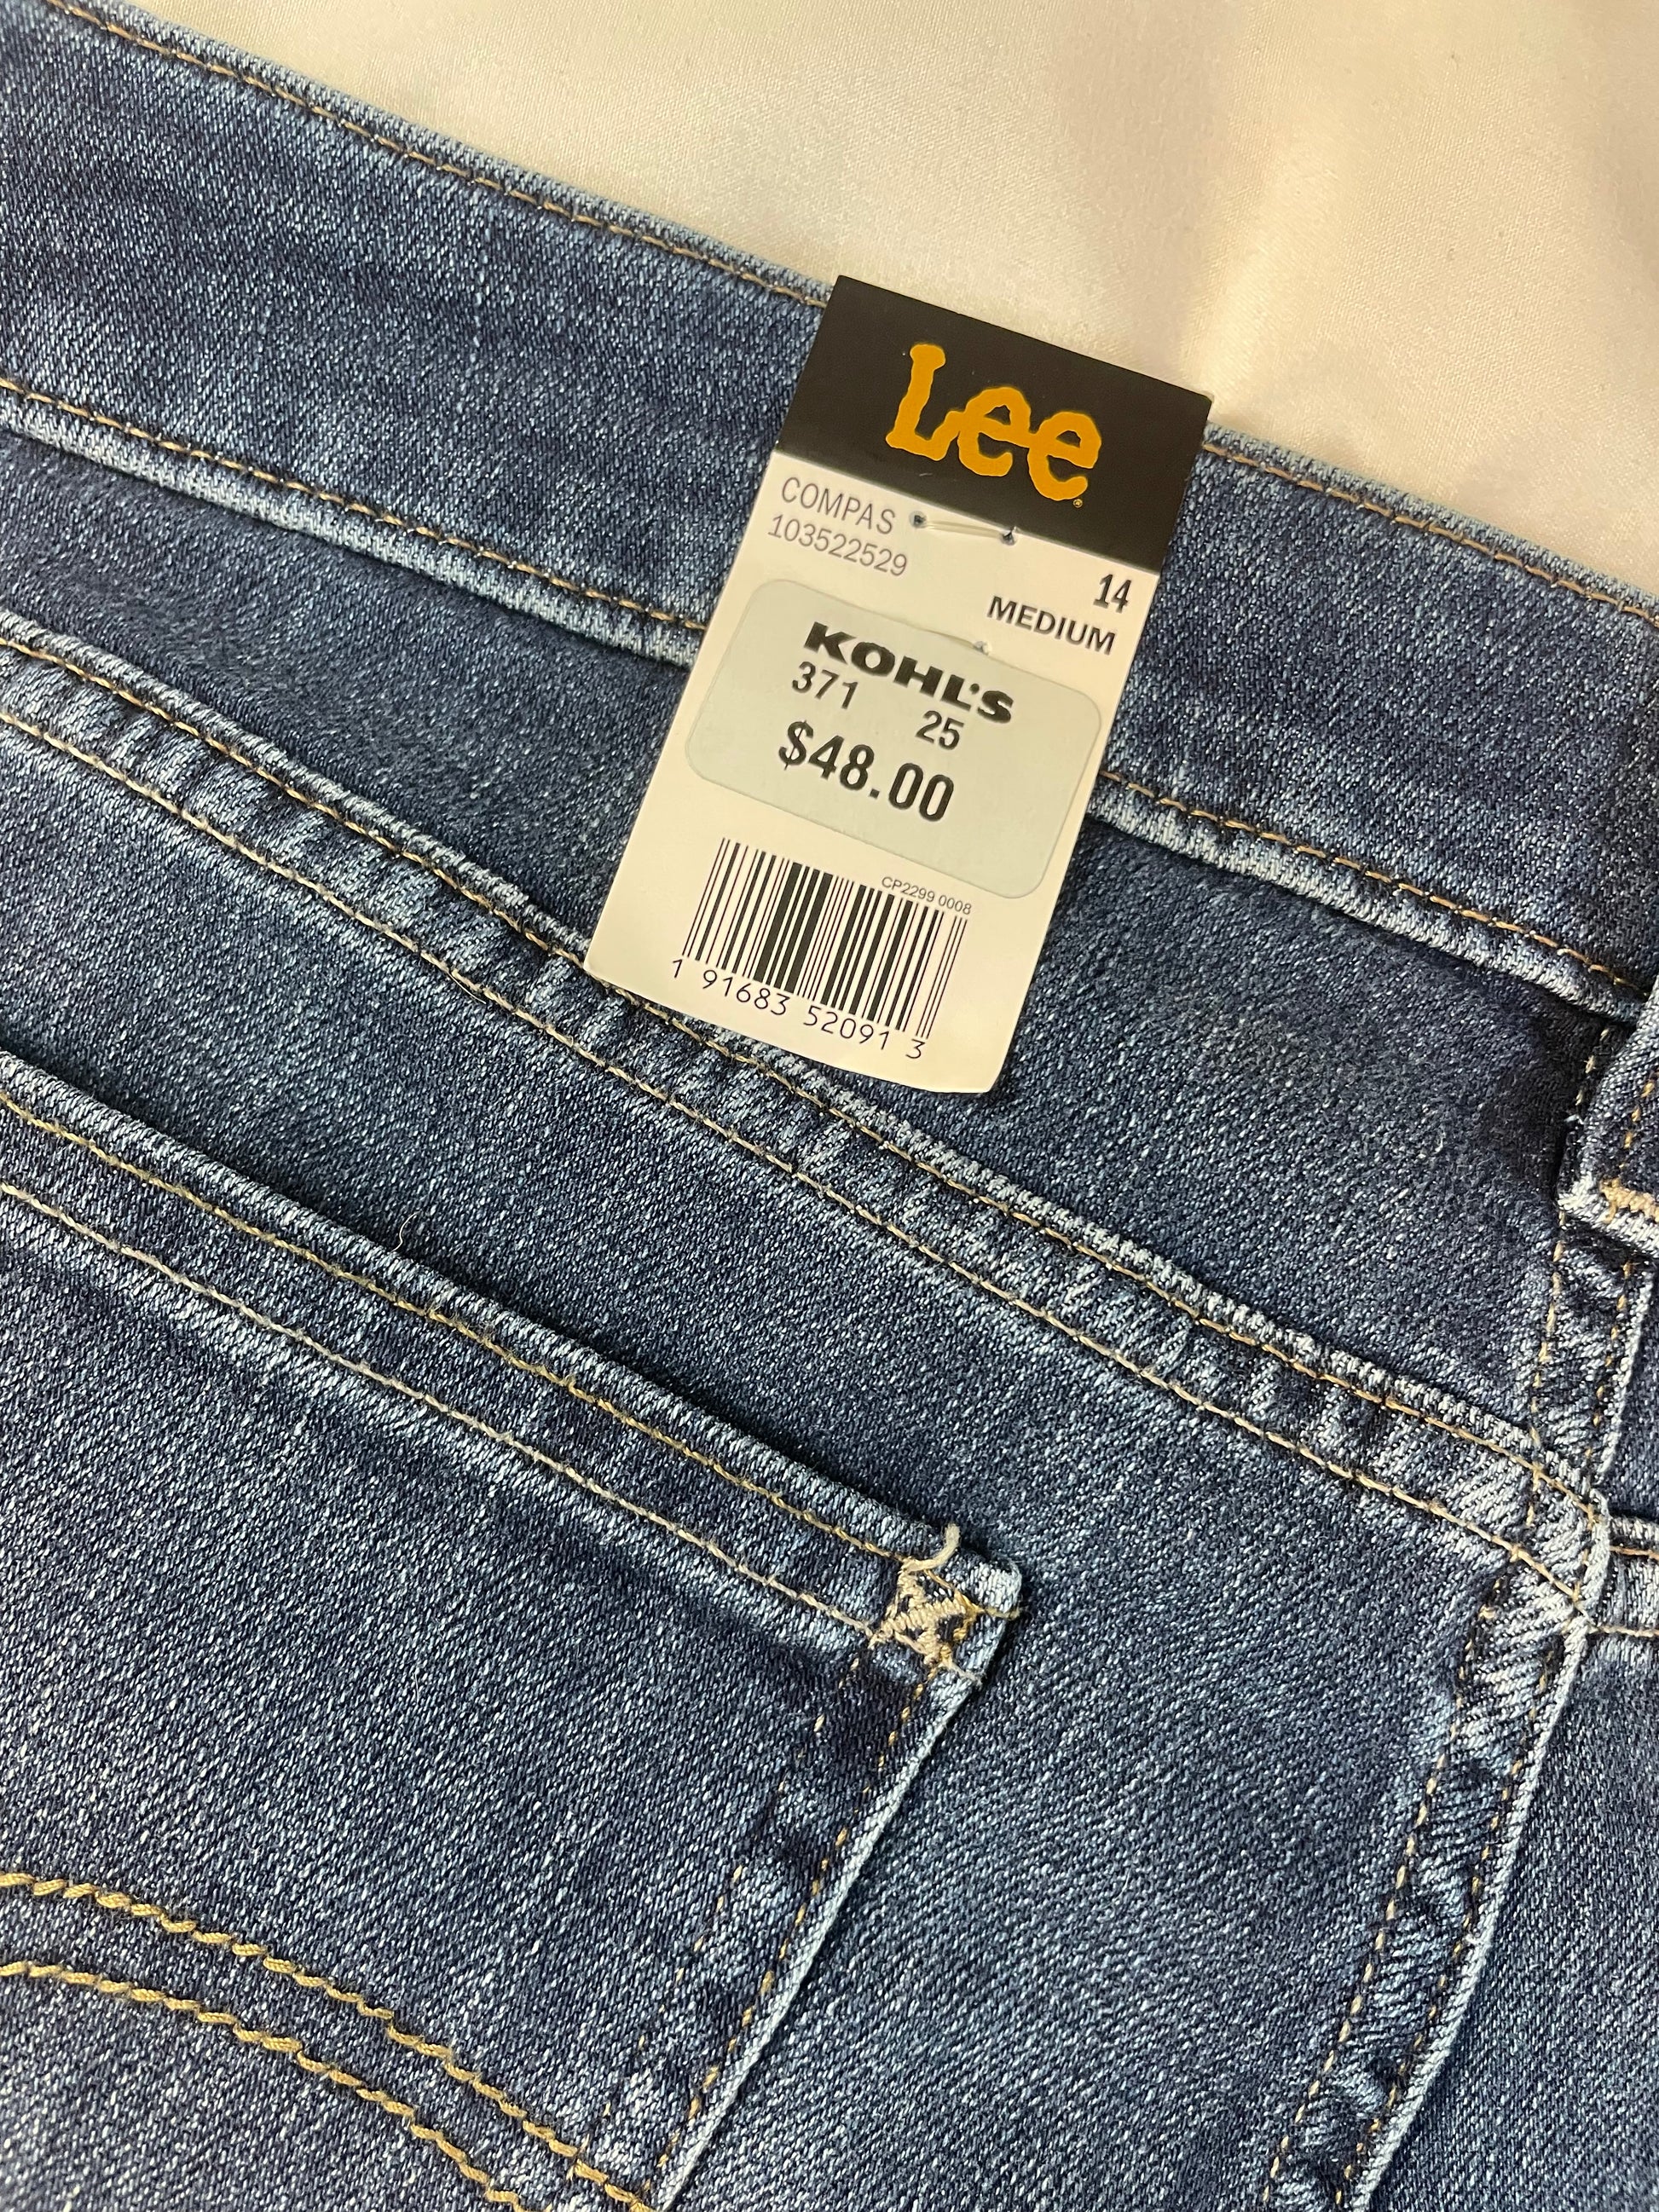 Lee
COMPAS
103522529
14
MEDIUM
KOHL'S
371 25
$48.00
CP2299 0008
1 91683 52091 3